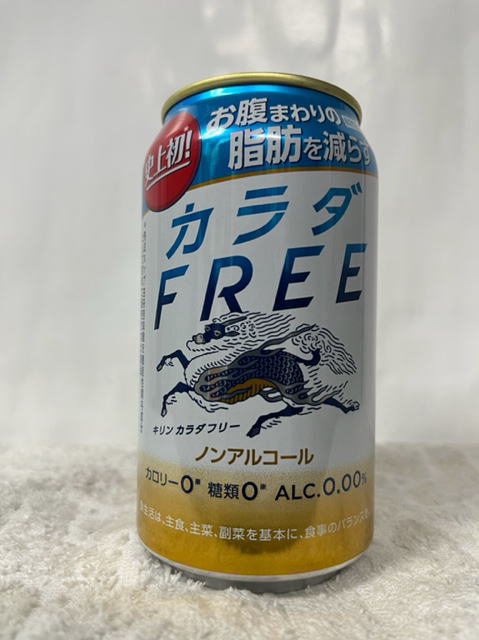 史上初!
お腹まわりの
脂肪を減らす
カラダ
FREE
キリン カラダフリー
ノンアルコール
カロリー0※ 糖類0※ ALC.0.00%
食生活は、主食、主菜、副菜を基本に、食事のバランスを